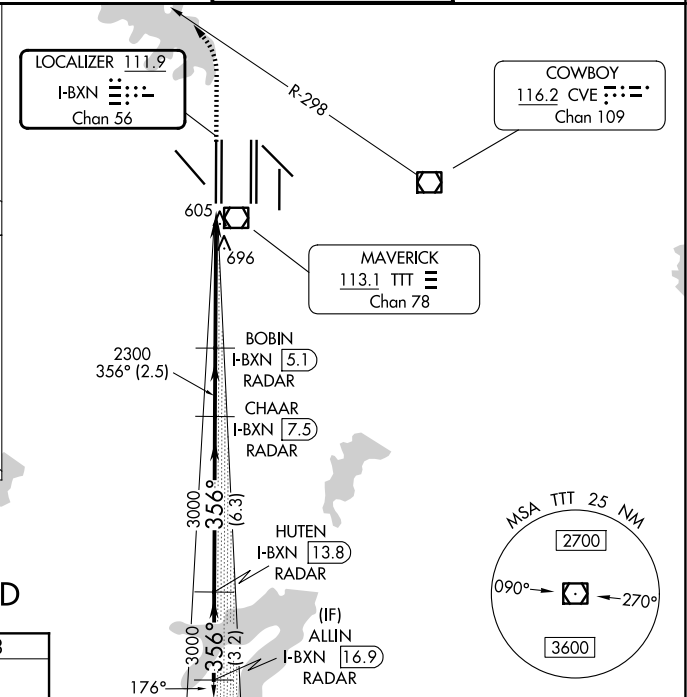 LOCALIZER 111.9
I-BXN
Chan 56
R-298
COWBOY
116.2 CVE
Chan 109
605
696
MAVERICK
113.1 TTT
Chan 78
2300
356° (2.5)
BOBIN
I-BXN 5.1
RADAR
CHAAR
I-BXN 7.5
RADAR
3000
356°
(6.3)
HUTEN
I-BXN 13.8
RADAR
MSA TTT 25 NM
2700
090°
270°
3600
D
3000
356°
(3.2)
(IF)
ALLIN
I-BXN 16.9
RADAR
176°